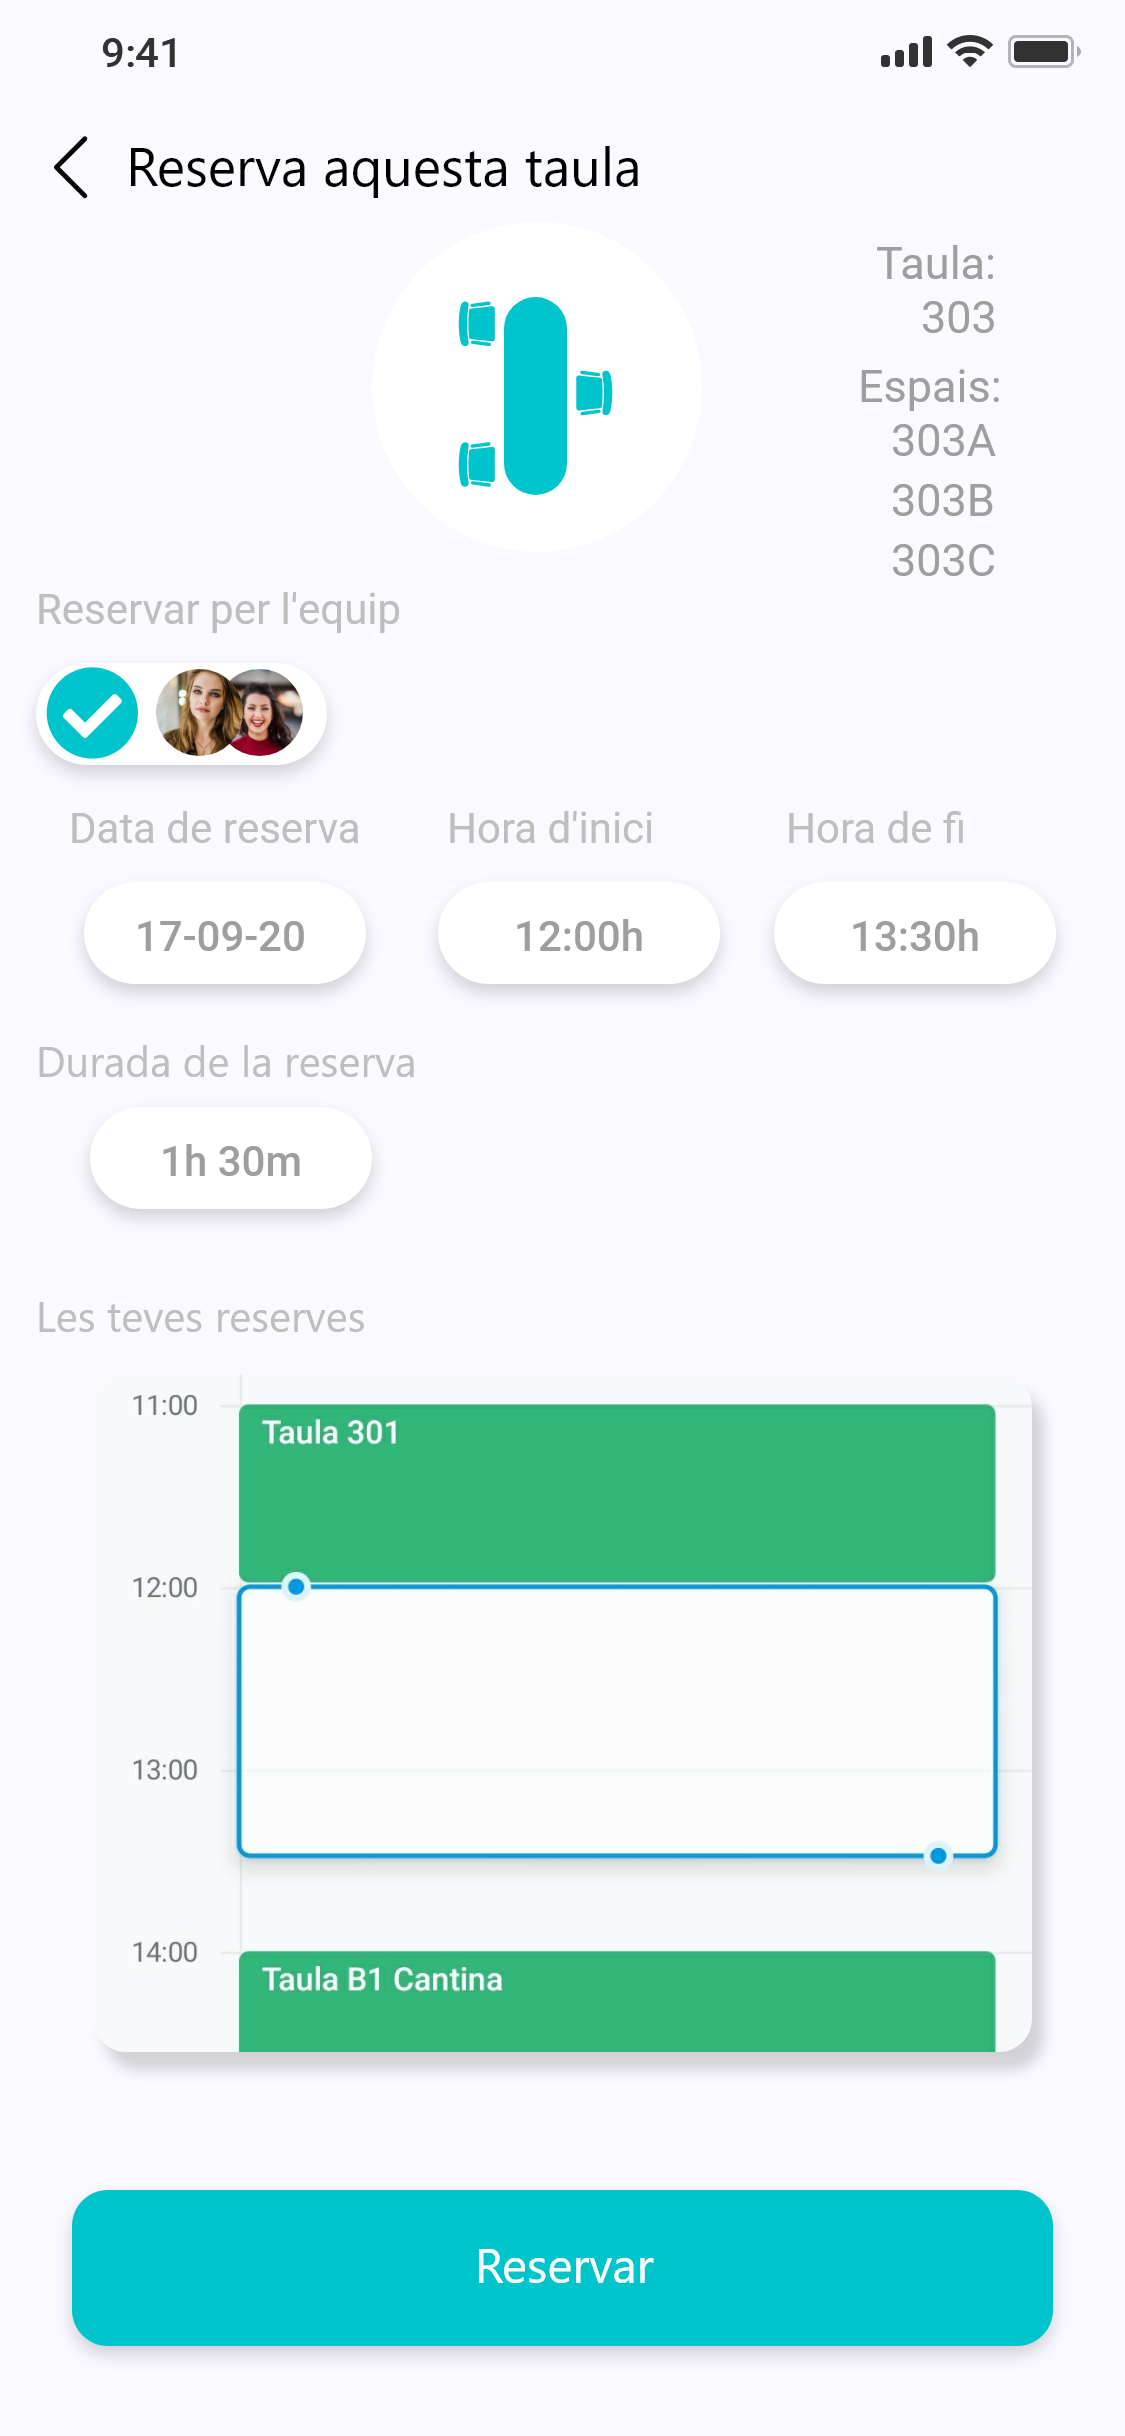 9:41
Reserva aquesta taula
Taula:
303
Espais:
303A
303B
303C
Reservar per l'equip
Data de reserva
Hora d'inici
Hora de fi
17-09-20
12:00h
13:30h
Durada de la reserva
1h 30m
Les teves reserves
11:00
Taula 301
12:00
13:00
14:00
Taula B1 Cantina
Reservar